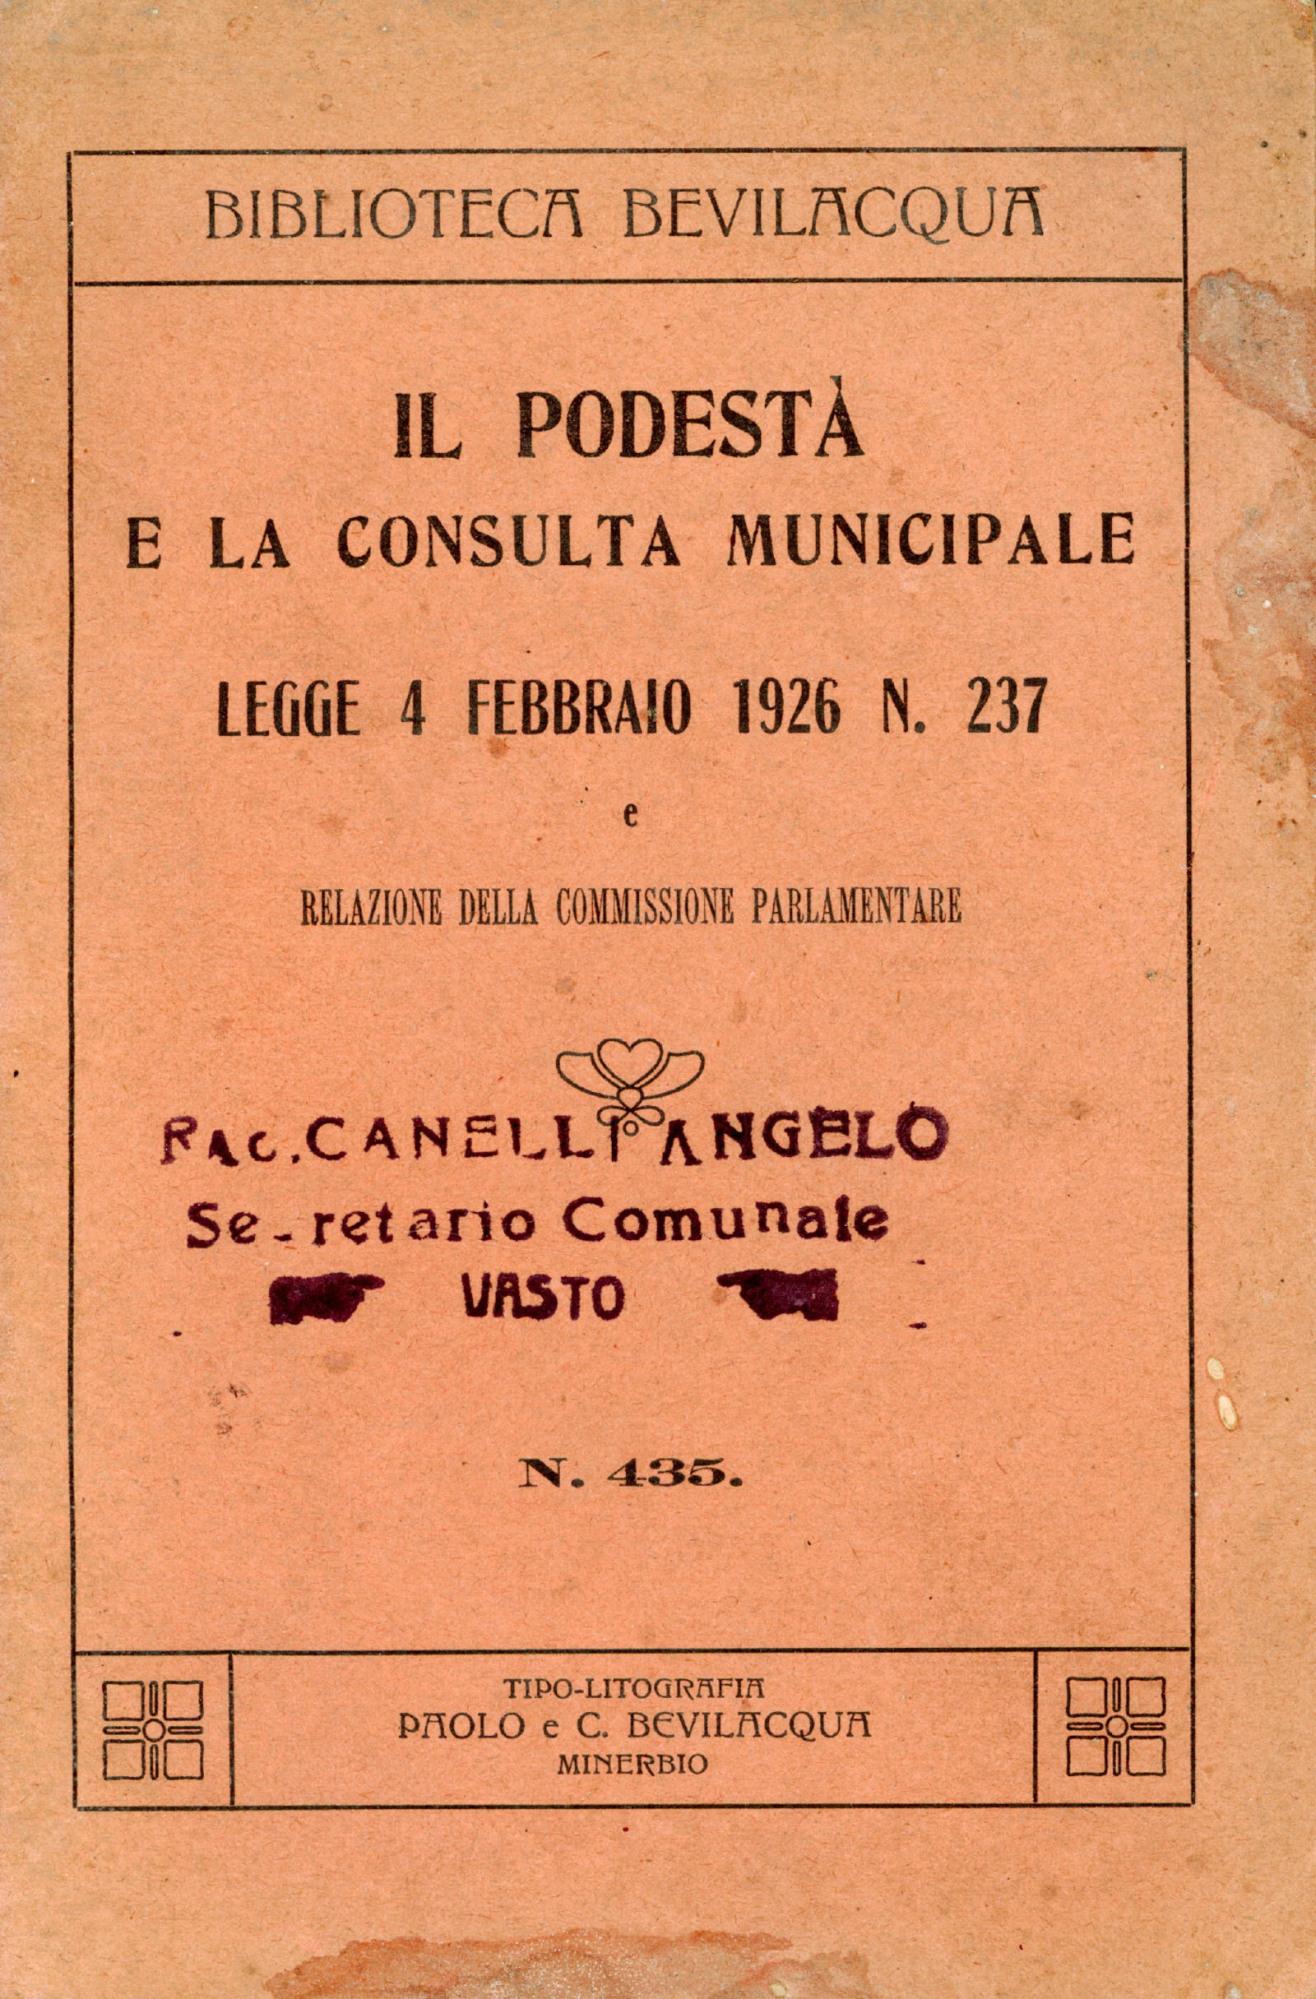 BIBLIOTECA BEVILACQUA
IL PODESTÀ
E LA CONSULTA MUNICIPALE
LEGGE 4 FEBBRAIO 1926 N. 237
e
RELAZIONE DELLA COMMISSIONE PARLAMENTARE
RAG. CANELLI ANGELO
Se-retario Comunale
VASTO
N. 435.
TIPO-LITOGRAFIA
PAOLO e C. BEVILACQUA
MINERBIO